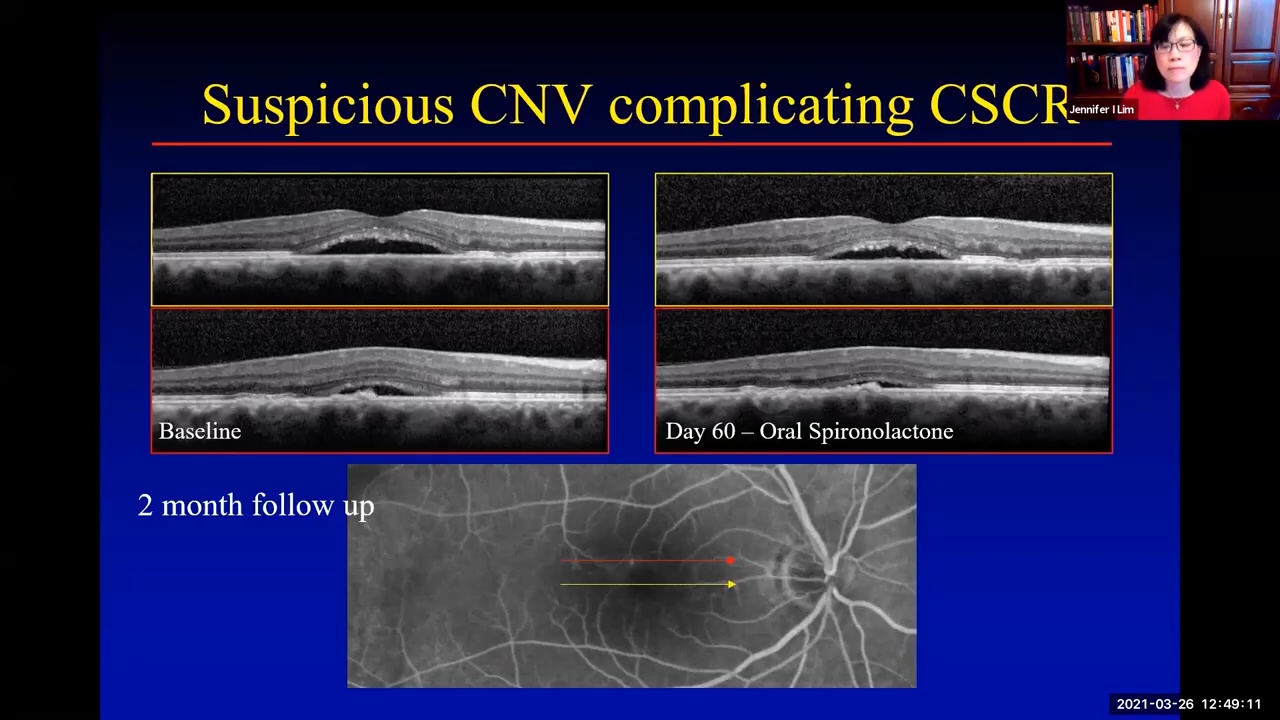 Suspicious CNV complicating CSCR
Jennifer I Lim
Baseline
Day 60 – Oral Spironolactone
2 month follow up
2021-03-26 12:49:11